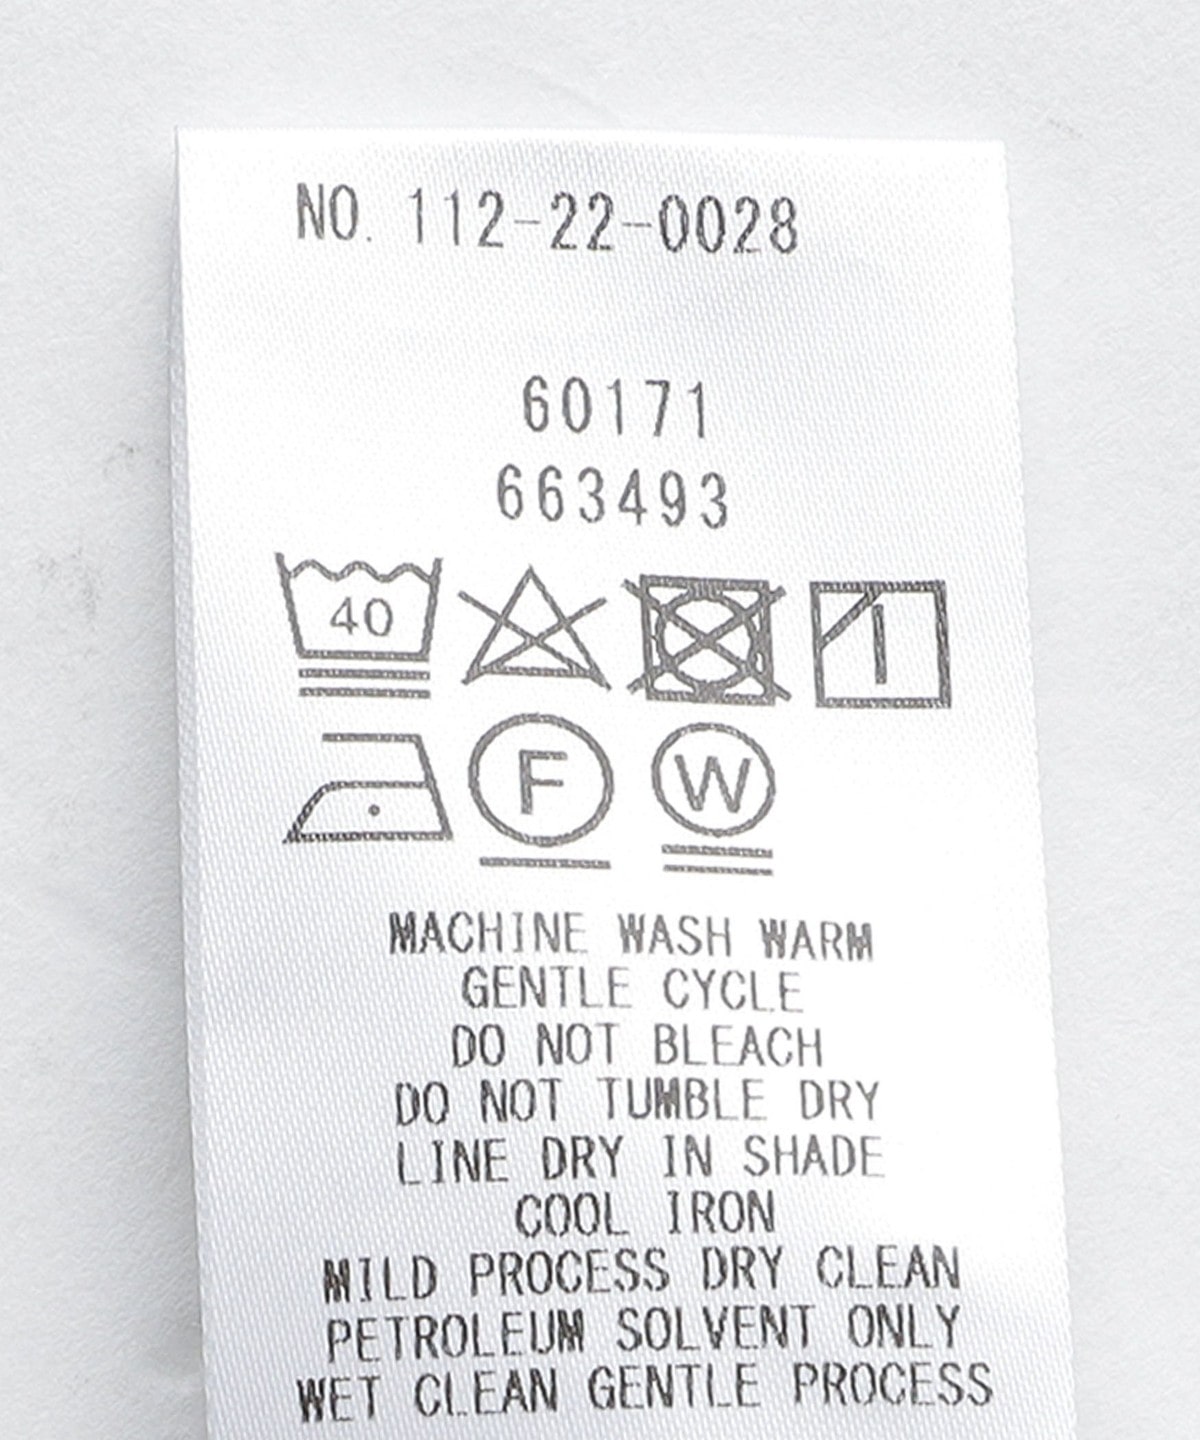 NO. 112-22-0028
60171
663493
40
F W
MACHINE WASH WARM
GENTLE CYCLE
DO NOT BLEACH
DO NOT TUMBLE DRY
LINE DRY IN SHADE
COOL IRON
MILD PROCESS DRY CLEAN
PETROLEUM SOLVENT ONLY
WET CLEAN GENTLE PROCESS